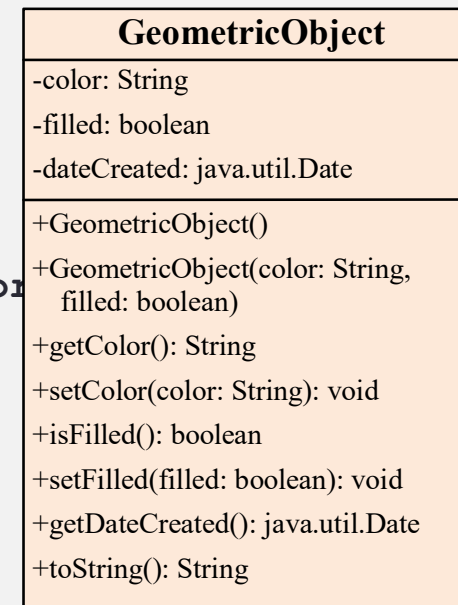 GeometricObject
-color: String
-filled: boolean
-dateCreated: java.util.Date
+GeometricObject()
+GeometricObject(color: String,
filled: boolean)
+getColor(): String
+setColor(color: String): void
+isFilled(): boolean
+setFilled(filled: boolean): void
+getDateCreated(): java.util.Date
+toString(): String